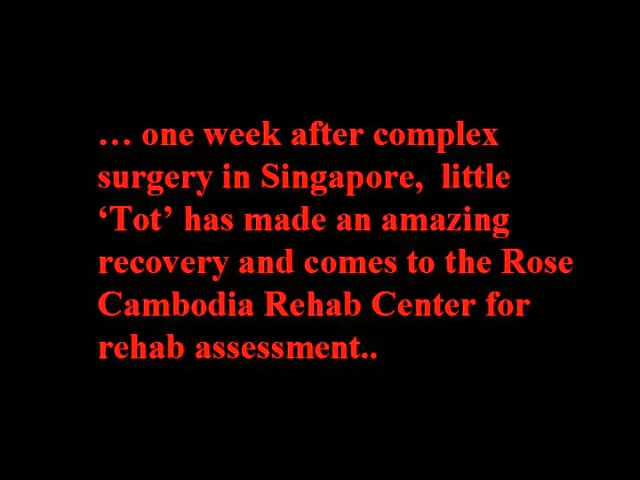 … one week after complex
surgery in Singapore,  little
‘Tot’ has made an amazing
recovery and comes to the Rose
Cambodia Rehab Center for
rehab assessment..